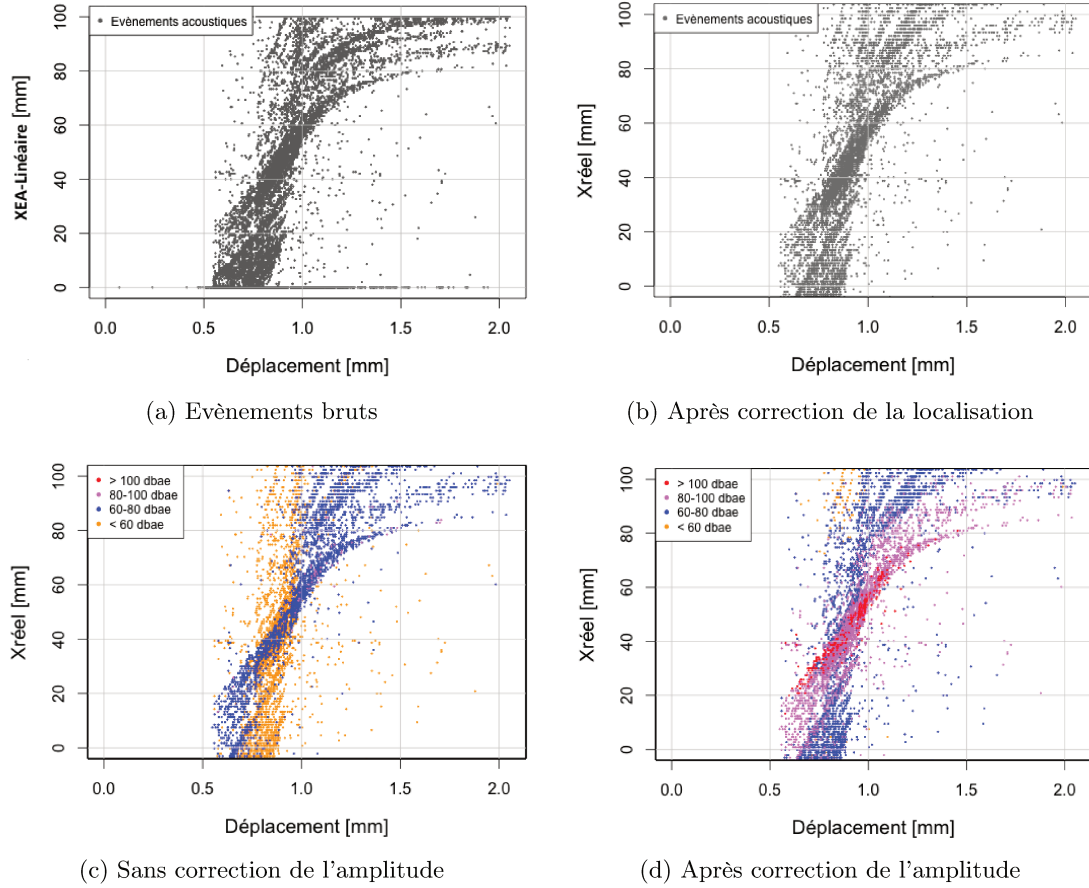 Evènements acoustiques
XEA-Linéaire [mm]
100
80
60
40
20
0
0.0 0.5 1.0 1.5 2.0
Déplacement [mm]
(a) Evènements bruts
Evènements acoustiques
Xréel [mm]
100
80
60
40
20
0
0.0 0.5 1.0 1.5 2.0
Déplacement [mm]
(b) Après correction de la localisation
> 100 dbae
80-100 dbae
60-80 dbae
< 60 dbae
Xréel [mm]
100
80
60
40
20
0
0.0 0.5 1.0 1.5 2.0
Déplacement [mm]
(c) Sans correction de l'amplitude
> 100 dbae
80-100 dbae
60-80 dbae
< 60 dbae
Xréel [mm]
100
80
60
40
20
0
0.0 0.5 1.0 1.5 2.0
Déplacement [mm]
(d) Après correction de l'amplitude